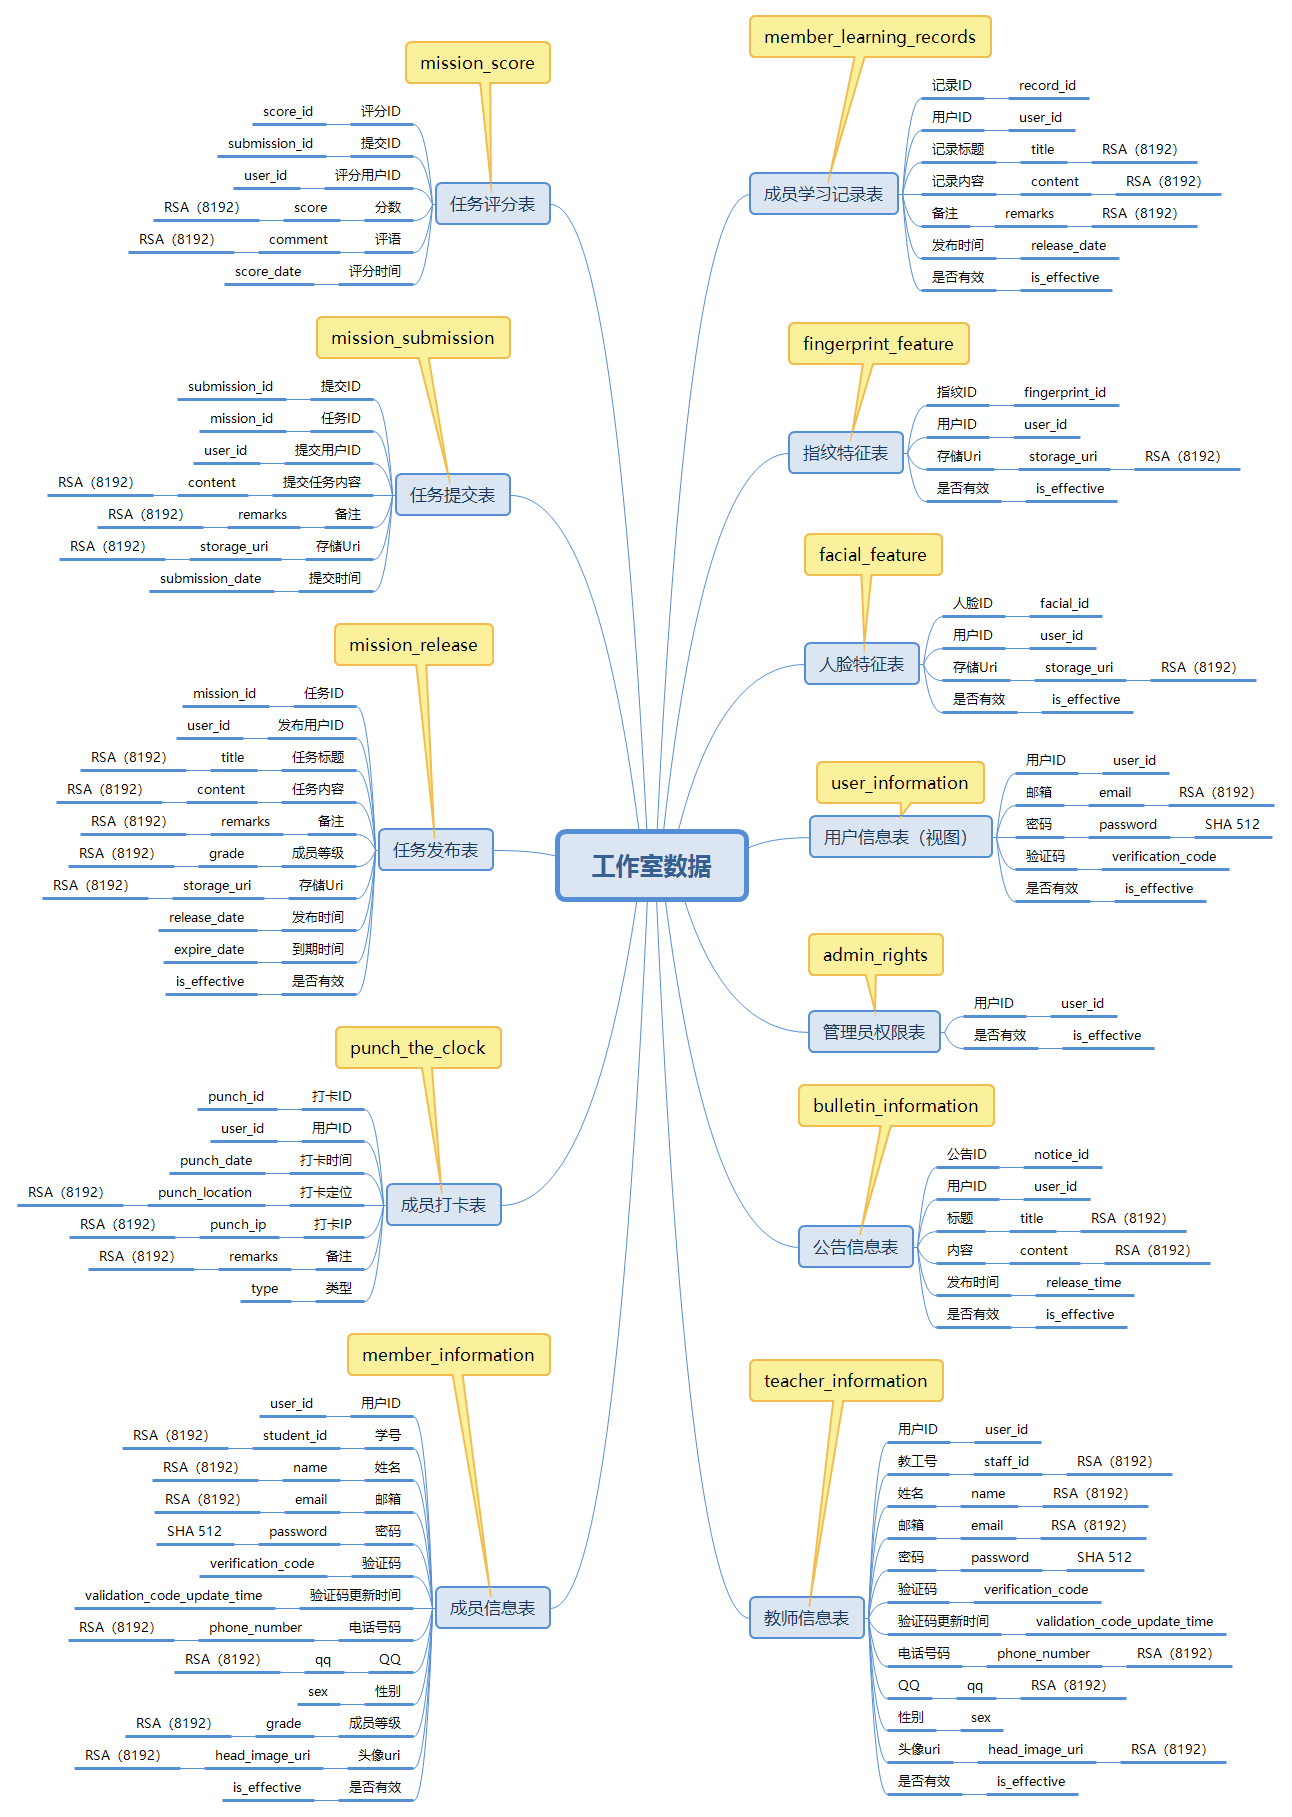 工作室数据
member_learning_records
成员学习记录表
记录ID record_id
用户ID user_id
记录标题 title RSA（8192）
记录内容 content RSA（8192）
备注 remarks RSA（8192）
发布时间 release_date
是否有效 is_effective
fingerprint_feature
指纹特征表
指纹ID fingerprint_id
用户ID user_id
存储Uri storage_uri RSA（8192）
是否有效 is_effective
facial_feature
人脸特征表
人脸ID facial_id
用户ID user_id
存储Uri storage_uri RSA（8192）
是否有效 is_effective
user_information
用户信息表（视图）
用户ID user_id
邮箱 email RSA（8192）
密码 password SHA 512
验证码 verification_code
是否有效 is_effective
admin_rights
管理员权限表
用户ID user_id
是否有效 is_effective
bulletin_information
公告信息表
公告ID notice_id
用户ID user_id
标题 title RSA（8192）
内容 content RSA（8192）
发布时间 release_time
是否有效 is_effective
teacher_information
教师信息表
用户ID user_id
教工号 staff_id RSA（8192）
姓名 name RSA（8192）
邮箱 email RSA（8192）
密码 password SHA 512
验证码 verification_code
验证码更新时间 validation_code_update_time
电话号码 phone_number RSA（8192）
QQ qq RSA（8192）
性别 sex
头像uri head_image_uri RSA（8192）
是否有效 is_effective
mission_score
任务评分表
score_id 评分ID
submission_id 提交ID
user_id 评分用户ID
RSA（8192） score 分数
RSA（8192） comment 评语
score_date 评分时间
mission_submission
任务提交表
submission_id 提交ID
mission_id 任务ID
user_id 提交用户ID
RSA（8192） content 提交任务内容
RSA（8192） remarks 备注
RSA（8192） storage_uri 存储Uri
submission_date 提交时间
mission_release
任务发布表
mission_id 任务ID
user_id 发布用户ID
RSA（8192） title 任务标题
RSA（8192） content 任务内容
RSA（8192） remarks 备注
RSA（8192） grade 成员等级
RSA（8192） storage_uri 存储Uri
release_date 发布时间
expire_date 到期时间
is_effective 是否有效
punch_the_clock
成员打卡表
punch_id 打卡ID
user_id 用户ID
punch_date 打卡时间
RSA（8192） punch_location 打卡定位
RSA（8192） punch_ip 打卡IP
RSA（8192） remarks 备注
type 类型
member_information
成员信息表
user_id 用户ID
RSA（8192） student_id 学号
RSA（8192） name 姓名
RSA（8192） email 邮箱
SHA 512 password 密码
verification_code 验证码
validation_code_update_time 验证码更新时间
RSA（8192） phone_number 电话号码
RSA（8192） qq QQ
sex 性别
RSA（8192） grade 成员等级
RSA（8192） head_image_uri 头像uri
is_effective 是否有效